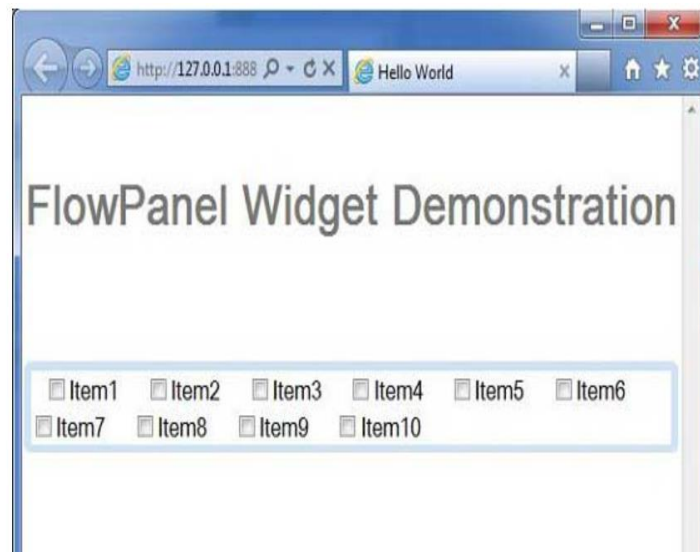 http://127.0.0.1:888
Hello World
FlowPanel Widget Demonstration
Item1 Item2 Item3 Item4 Item5 Item6
Item7 Item8 Item9 Item10